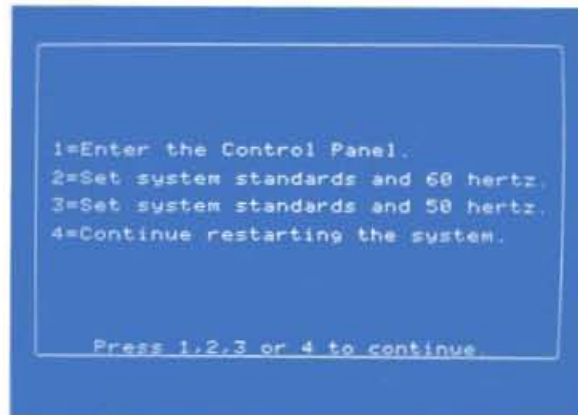 1=Enter the Control Panel.
2=Set system standards and 60 hertz.
3=Set system standards and 50 hertz.
4=Continue restarting the system.
Press 1,2,3 or 4 to continue.